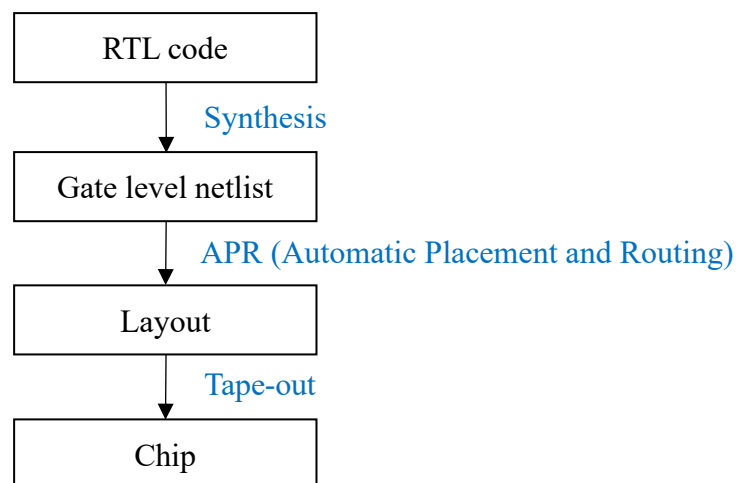 RTL code
Synthesis
Gate level netlist
APR (Automatic Placement and Routing)
Layout
Tape-out
Chip